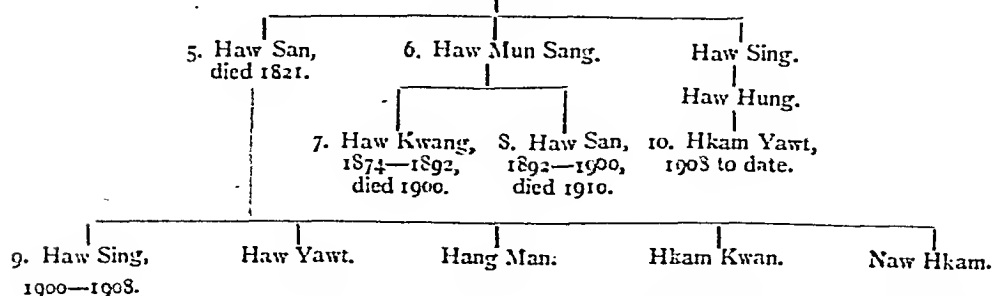 5. Haw San,
died 1821.
6. Haw Mun Sang.
Haw Sing.
Haw Hung.
7. Haw Kwang,
1874—1892,
died 1900.
8. Haw San,
1892—1900,
died 1910.
10. Hkam Yawt,
1908 to date.
9. Haw Sing,
1900—1908.
Haw Yawt.
Hang Man.
Hkam Kwan.
Naw Hkam.